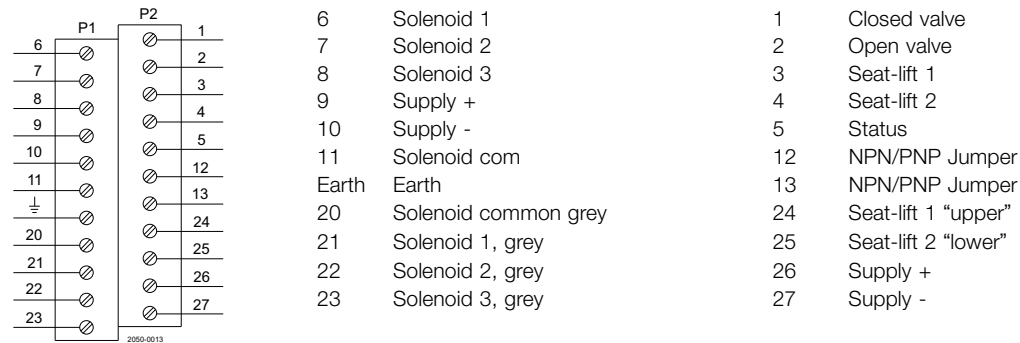 P1
P2
6
7
8
9
10
11
20
21
22
23
1
2
3
4
5
12
13
24
25
26
27
2050-0013
6 Solenoid 1
7 Solenoid 2
8 Solenoid 3
9 Supply +
10 Supply -
11 Solenoid com
Earth Earth
20 Solenoid common grey
21 Solenoid 1, grey
22 Solenoid 2, grey
23 Solenoid 3, grey
1 Closed valve
2 Open valve
3 Seat-lift 1
4 Seat-lift 2
5 Status
12 NPN/PNP Jumper
13 NPN/PNP Jumper
24 Seat-lift 1 “upper”
25 Seat-lift 2 “lower”
26 Supply +
27 Supply -